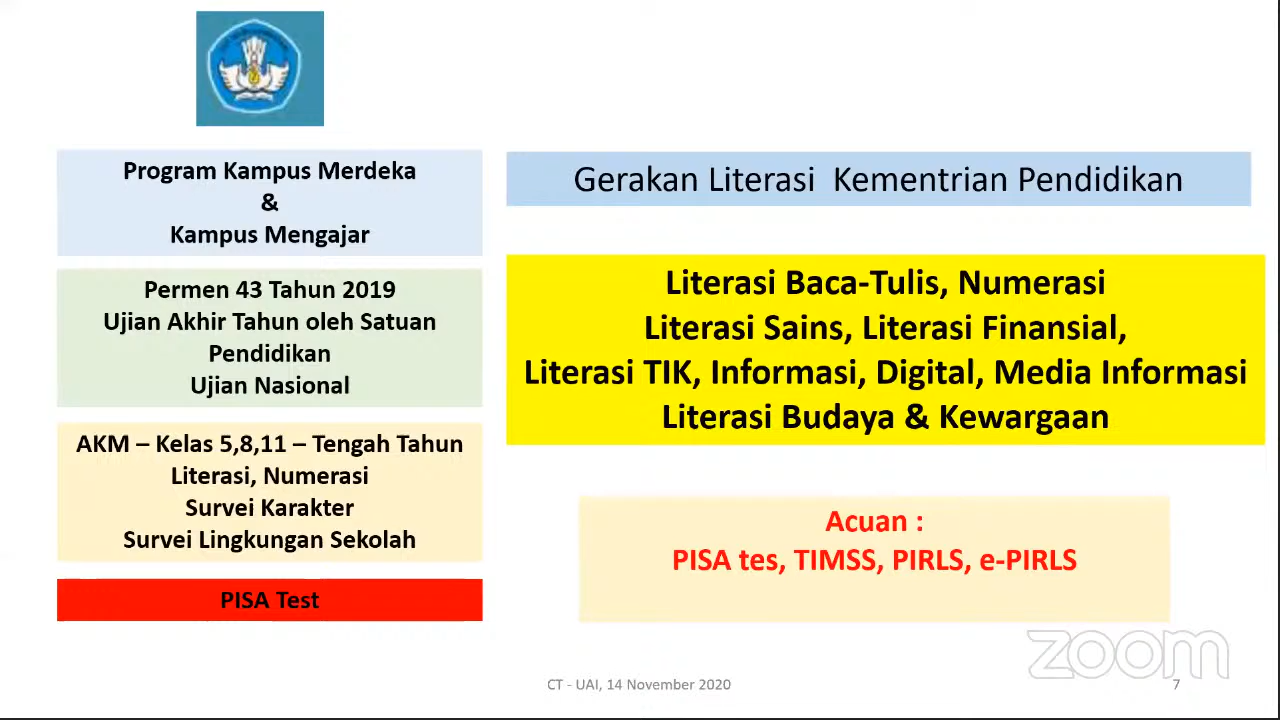 Program Kampus Merdeka
&
Kampus Mengajar
Permen 43 Tahun 2019
Ujian Akhir Tahun oleh Satuan
Pendidikan
Ujian Nasional
AKM – Kelas 5,8,11 – Tengah Tahun
Literasi, Numerasi
Survei Karakter
Survei Lingkungan Sekolah
PISA Test
Gerakan Literasi  Kementrian Pendidikan
Literasi Baca-Tulis, Numerasi
Literasi Sains, Literasi Finansial,
Literasi TIK, Informasi, Digital, Media Informasi
Literasi Budaya & Kewargaan
Acuan :
PISA tes, TIMSS, PIRLS, e-PIRLS
zoom
CT - UAI, 14 November 2020
7